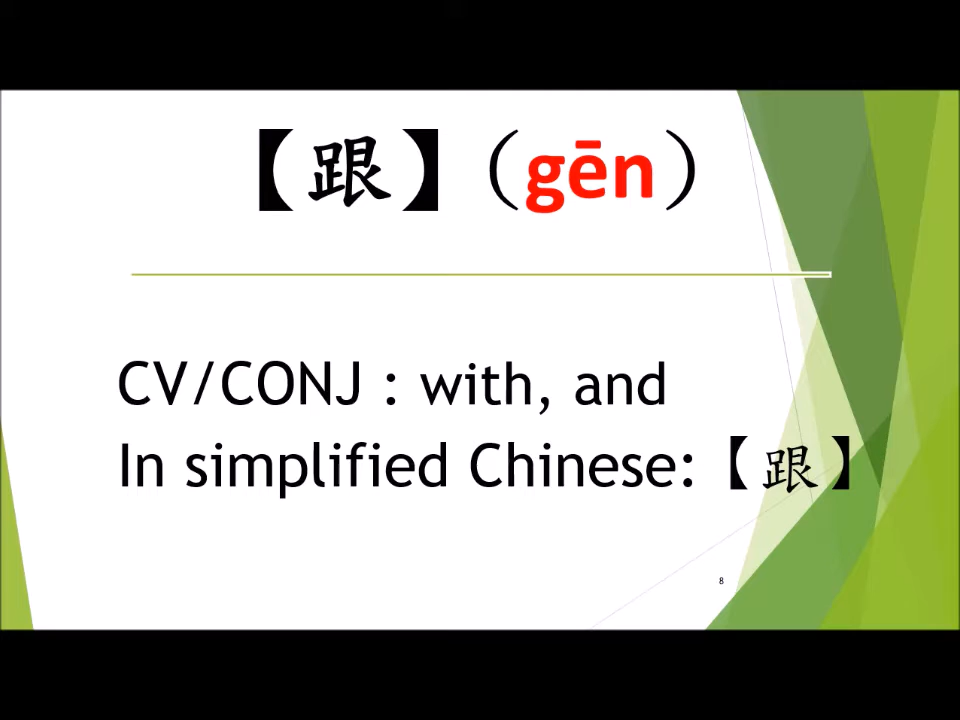 【跟】（gēn）
CV/CONJ : with, and
In simplified Chinese:【跟】
8